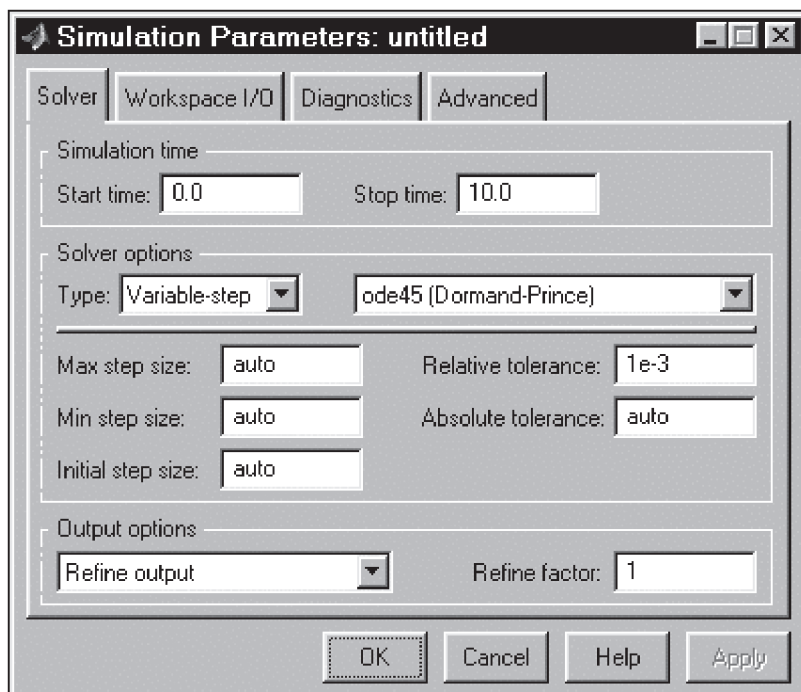 Simulation Parameters: untitled
Solver Workspace I/O Diagnostics Advanced
Simulation time
Start time: 0.0 Stop time: 10.0
Solver options
Type: Variable-step ode45 (Dormand-Prince)
Max step size: auto Relative tolerance: 1e-3
Min step size: auto Absolute tolerance: auto
Initial step size: auto
Output options
Refine output Refine factor: 1
OK Cancel Help Apply